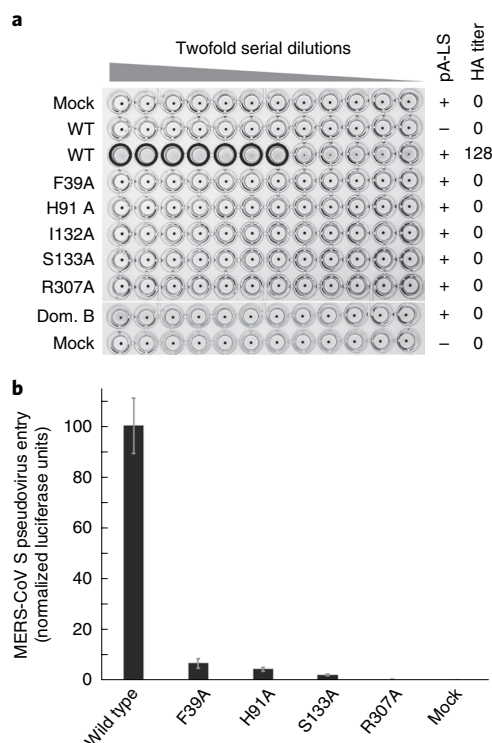 a
Twofold serial dilutions
pA-LS
HA titer
Mock + 0
WT – 0
WT + 128
F39A + 0
H91 A + 0
I132A + 0
S133A + 0
R307A + 0
Dom. B + 0
Mock – 0
b
MERS-CoV S pseudovirus entry
(normalized luciferase units)
100
80
60
40
20
0
Wild type
F39A
H91A
S133A
R307A
Mock